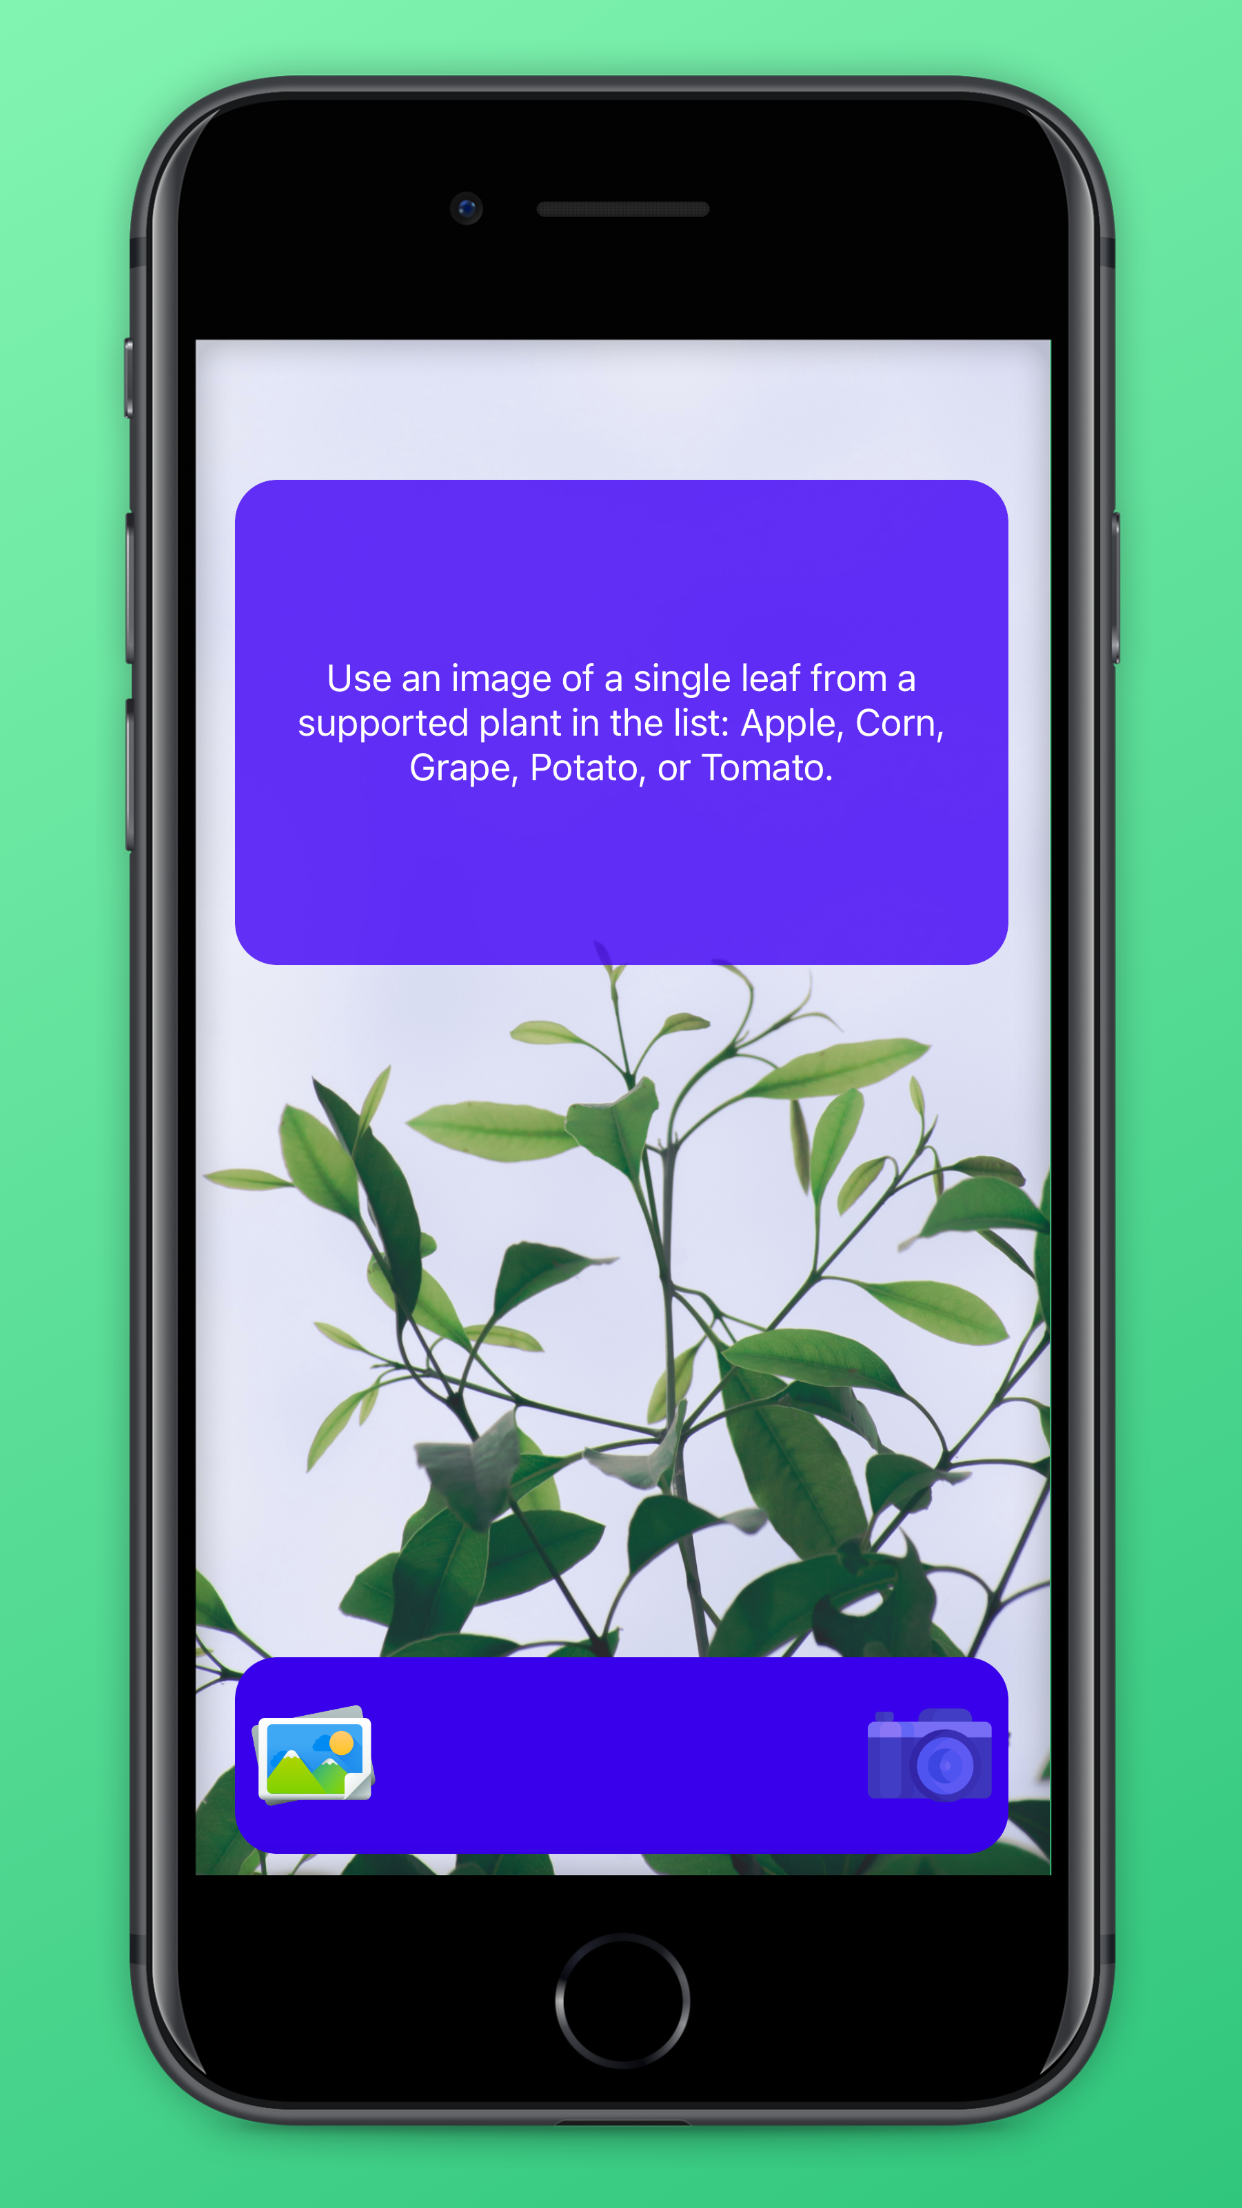 Use an image of a single leaf from a
supported plant in the list: Apple, Corn,
Grape, Potato, or Tomato.